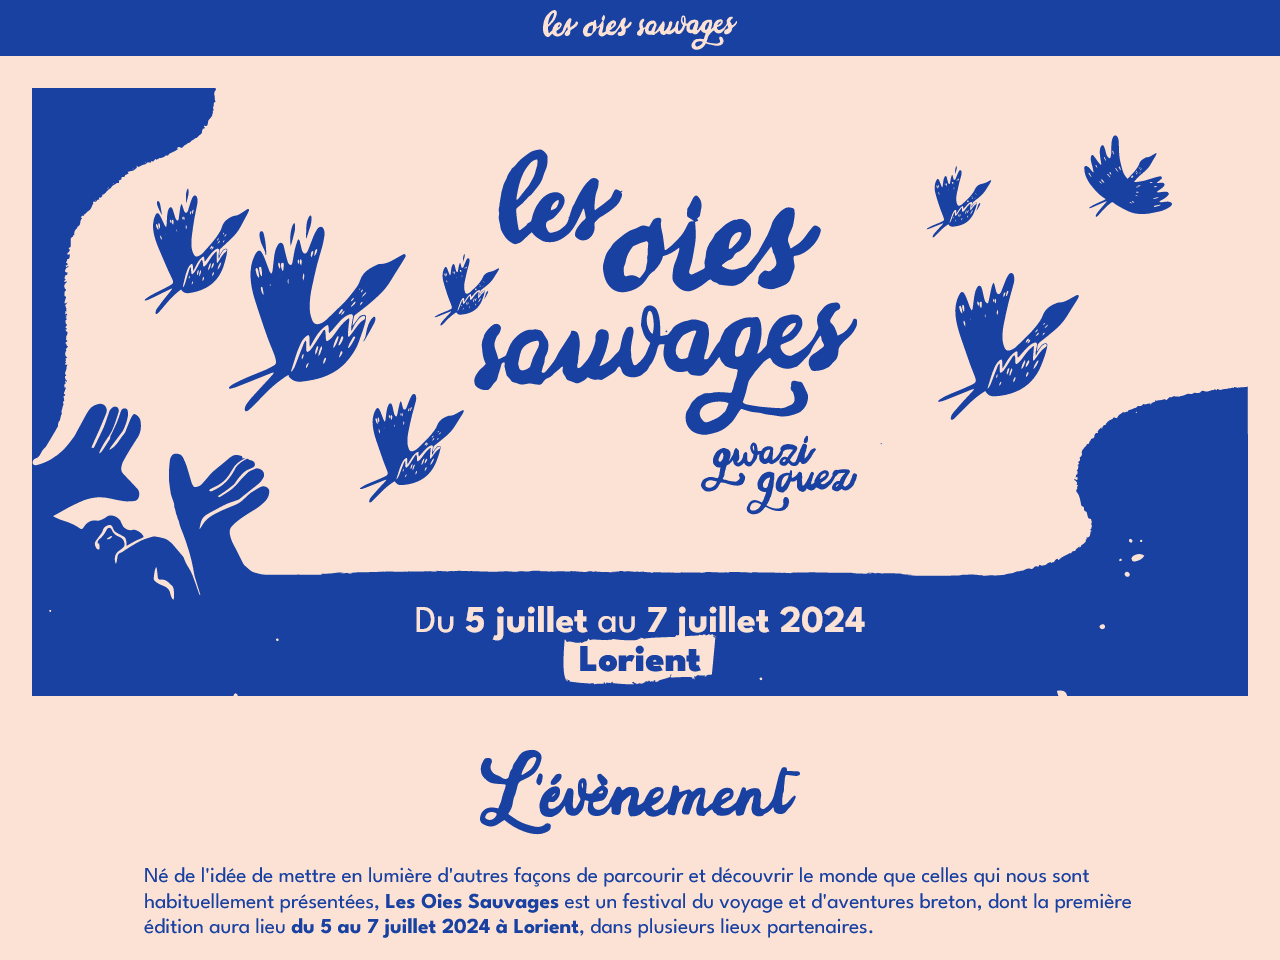 les oies sauvages
les oies
sauvages
gwazi
gouez
Du 5 juillet au 7 juillet 2024
Lorient
L'évènement
Né de l'idée de mettre en lumière d'autres façons de parcourir et découvrir le monde que celles qui nous sont
habituellement présentées, Les Oies Sauvages est un festival du voyage et d'aventures breton, dont la première
édition aura lieu du 5 au 7 juillet 2024 à Lorient, dans plusieurs lieux partenaires.